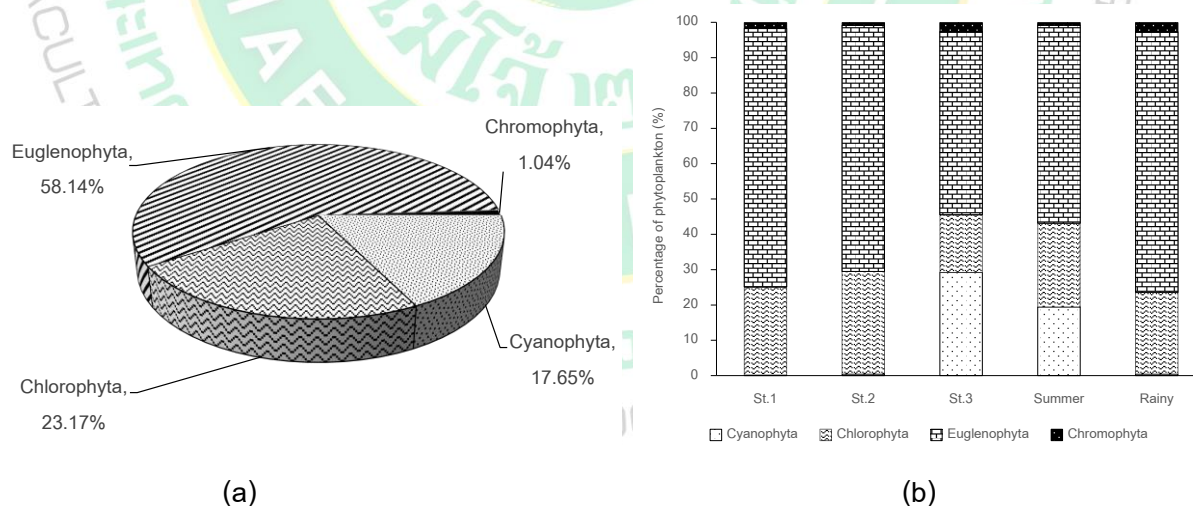 Euglenophyta,
58.14%
Chromophyta,
1.04%
Cyanophyta,
17.65%
Chlorophyta,
23.17%
(a)
Percentage of phytoplankton (%)
100
90
80
70
60
50
40
30
20
10
0
St.1 St.2 St.3 Summer Rainy
Cyanophyta Chlorophyta Euglenophyta Chromophyta
(b)